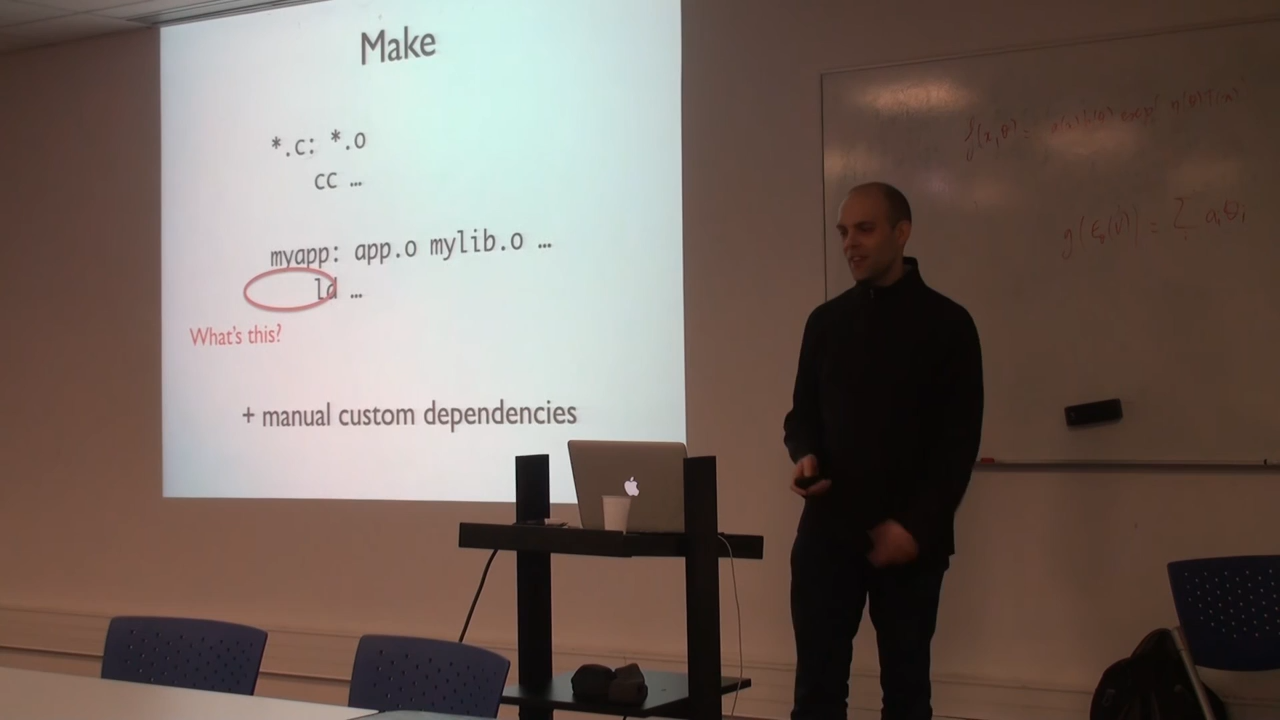 Make
*.c: *.o
cc …
myapp: app.o mylib.o …
ld …
What's this?
+ manual custom dependencies